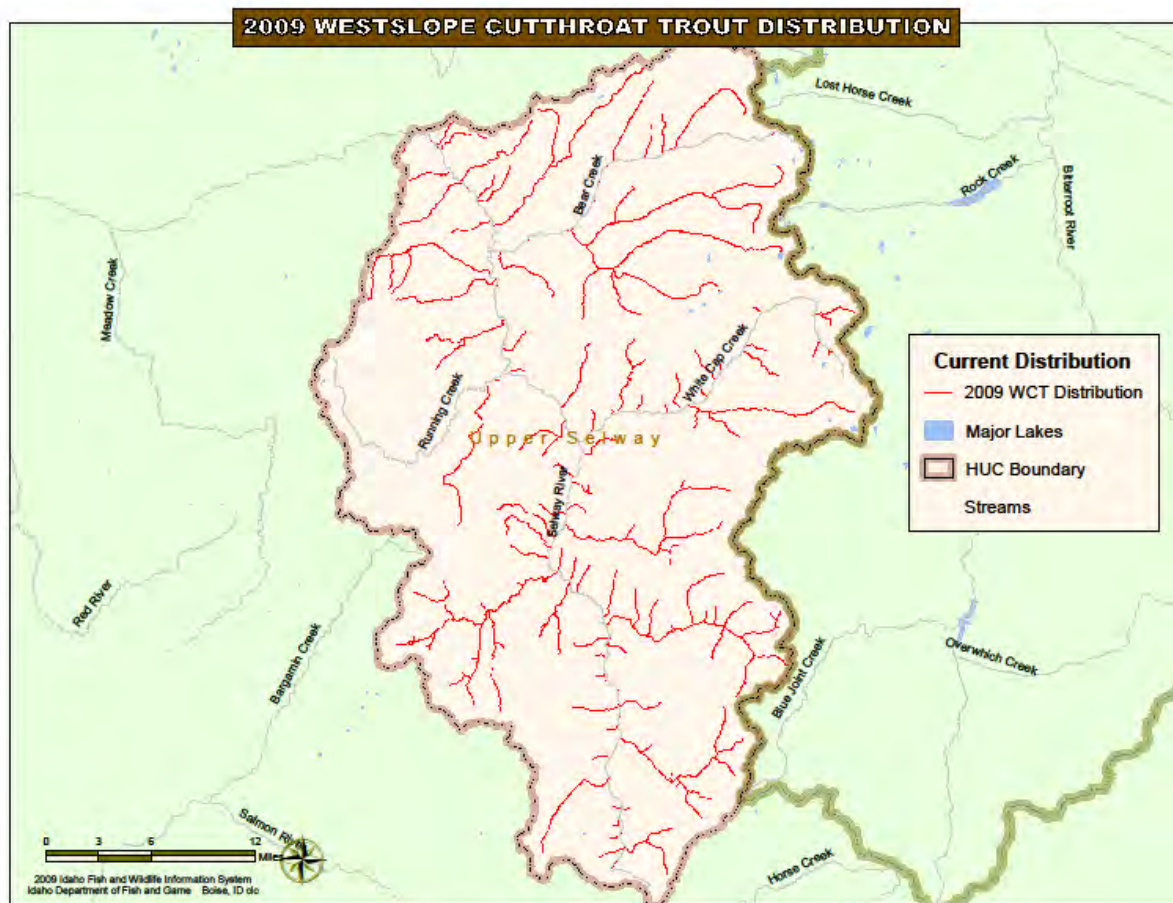 2009 WESTSLOPE CUTTHROAT TROUT DISTRIBUTION
Lost Horse Creek
Rock Creek
Bitterroot River
Bear Creek
Meadow Creek
White Cap Creek
Running Creek
Upper Selway
Selway River
Current Distribution
2009 WCT Distribution
Major Lakes
HUC Boundary
Streams
Red River
Bargamin Creek
Blue Joint Creek
Overwhich Creek
Salmon River
Horse Creek
0 3 6 12
Miles
2009 Idaho Fish and Wildlife Information System
Idaho Department of Fish and Game Boise, ID clc